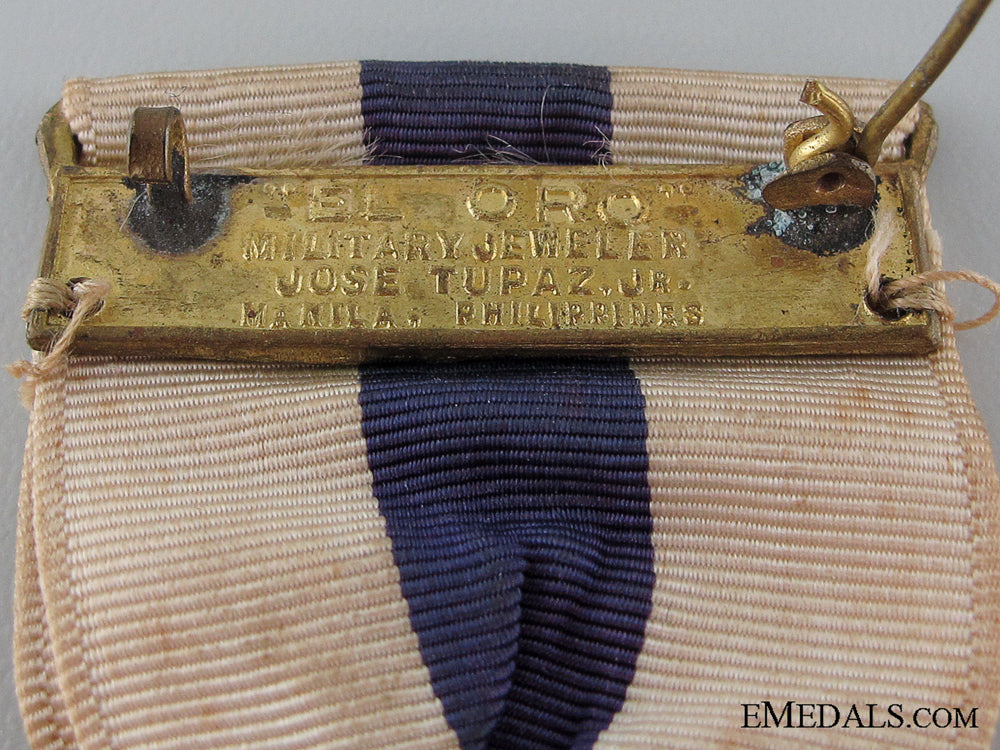 "EL ORO"
MILITARY JEWELER
JOSE TUPAZ, JR.
MANILA, PHILIPPINES
EMEDALS.COM